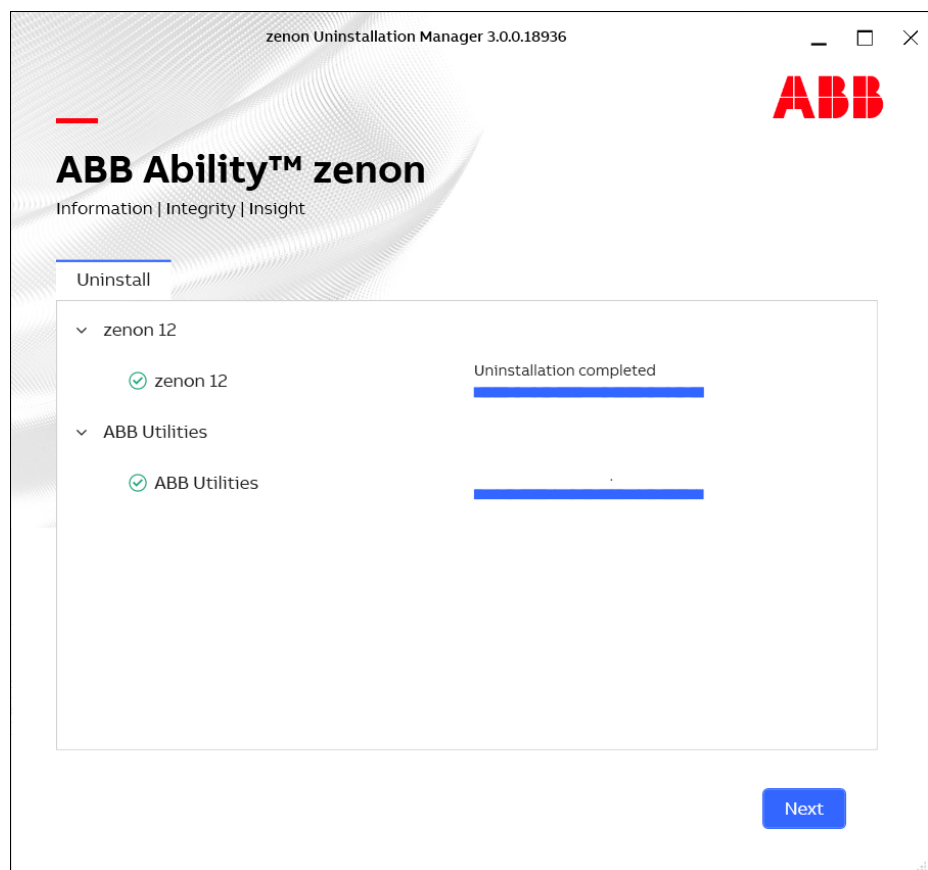 zenon Uninstallation Manager 3.0.0.18936
ABB
ABB Ability™ zenon
Information | Integrity | Insight
Uninstall
zenon 12
zenon 12
Uninstallation completed
ABB Utilities
ABB Utilities
Next